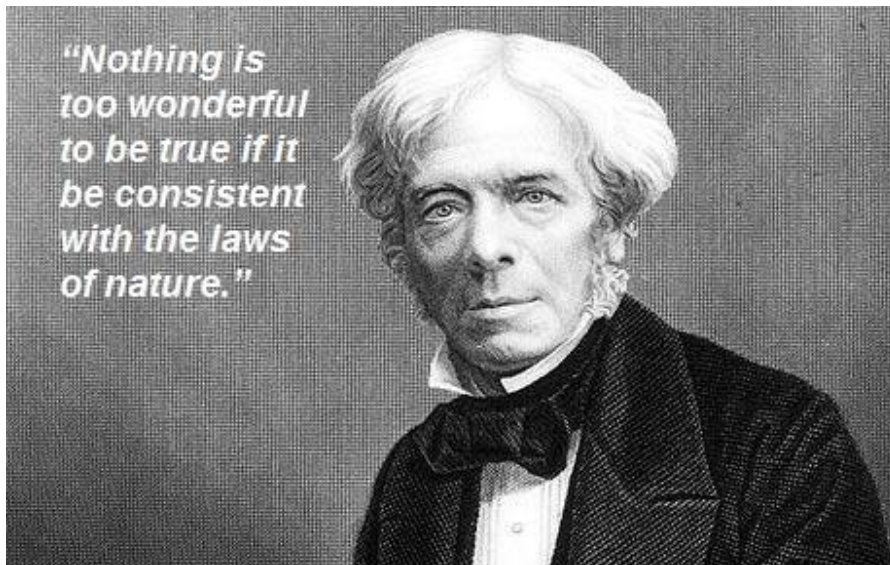 “Nothing is
too wonderful
to be true if it
be consistent
with the laws
of nature.”